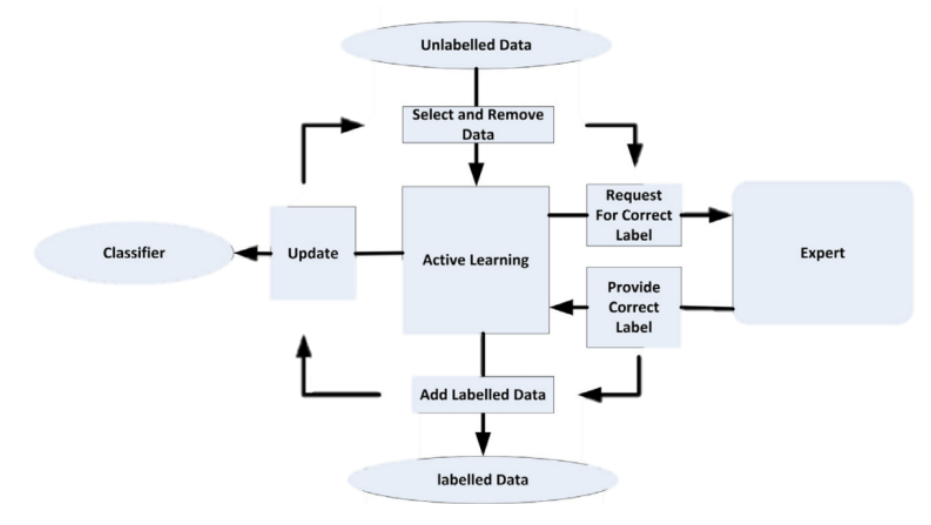 Unlabelled Data
Select and Remove
Data
Request
For Correct
Label
Classifier
Update
Active Learning
Expert
Provide
Correct
Label
Add Labelled Data
labelled Data